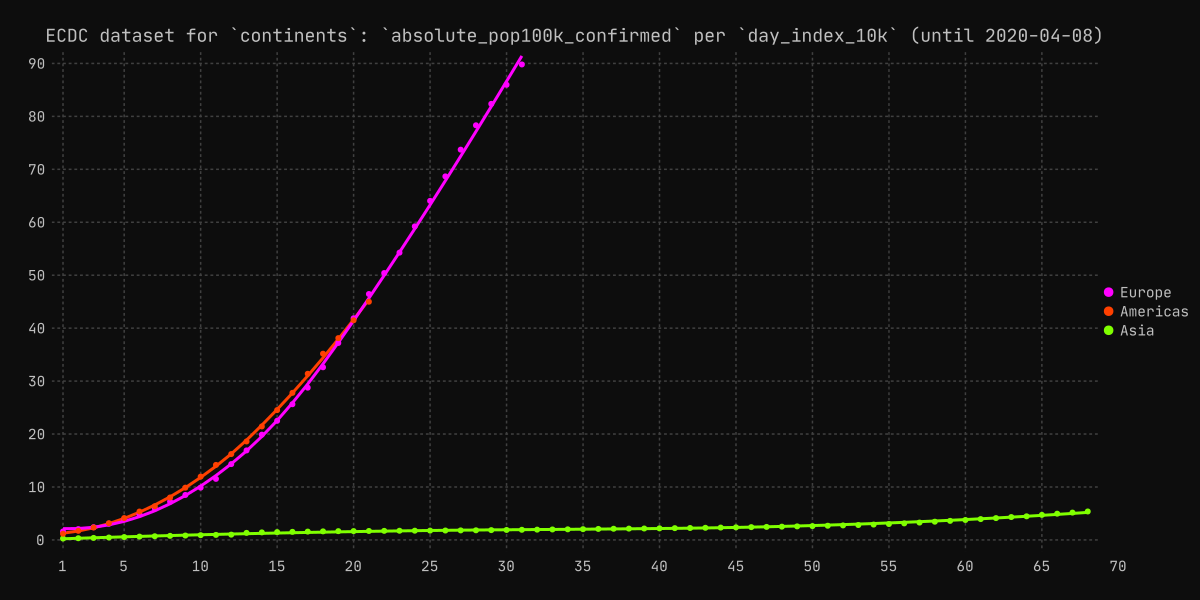 ECDC dataset for `continents`: `absolute_pop100k_confirmed` per `day_index_10k` (until 2020-04-08)
90
80
70
60
50
40
30
20
10
0
Europe
Americas
Asia
1 5 10 15 20 25 30 35 40 45 50 55 60 65 70